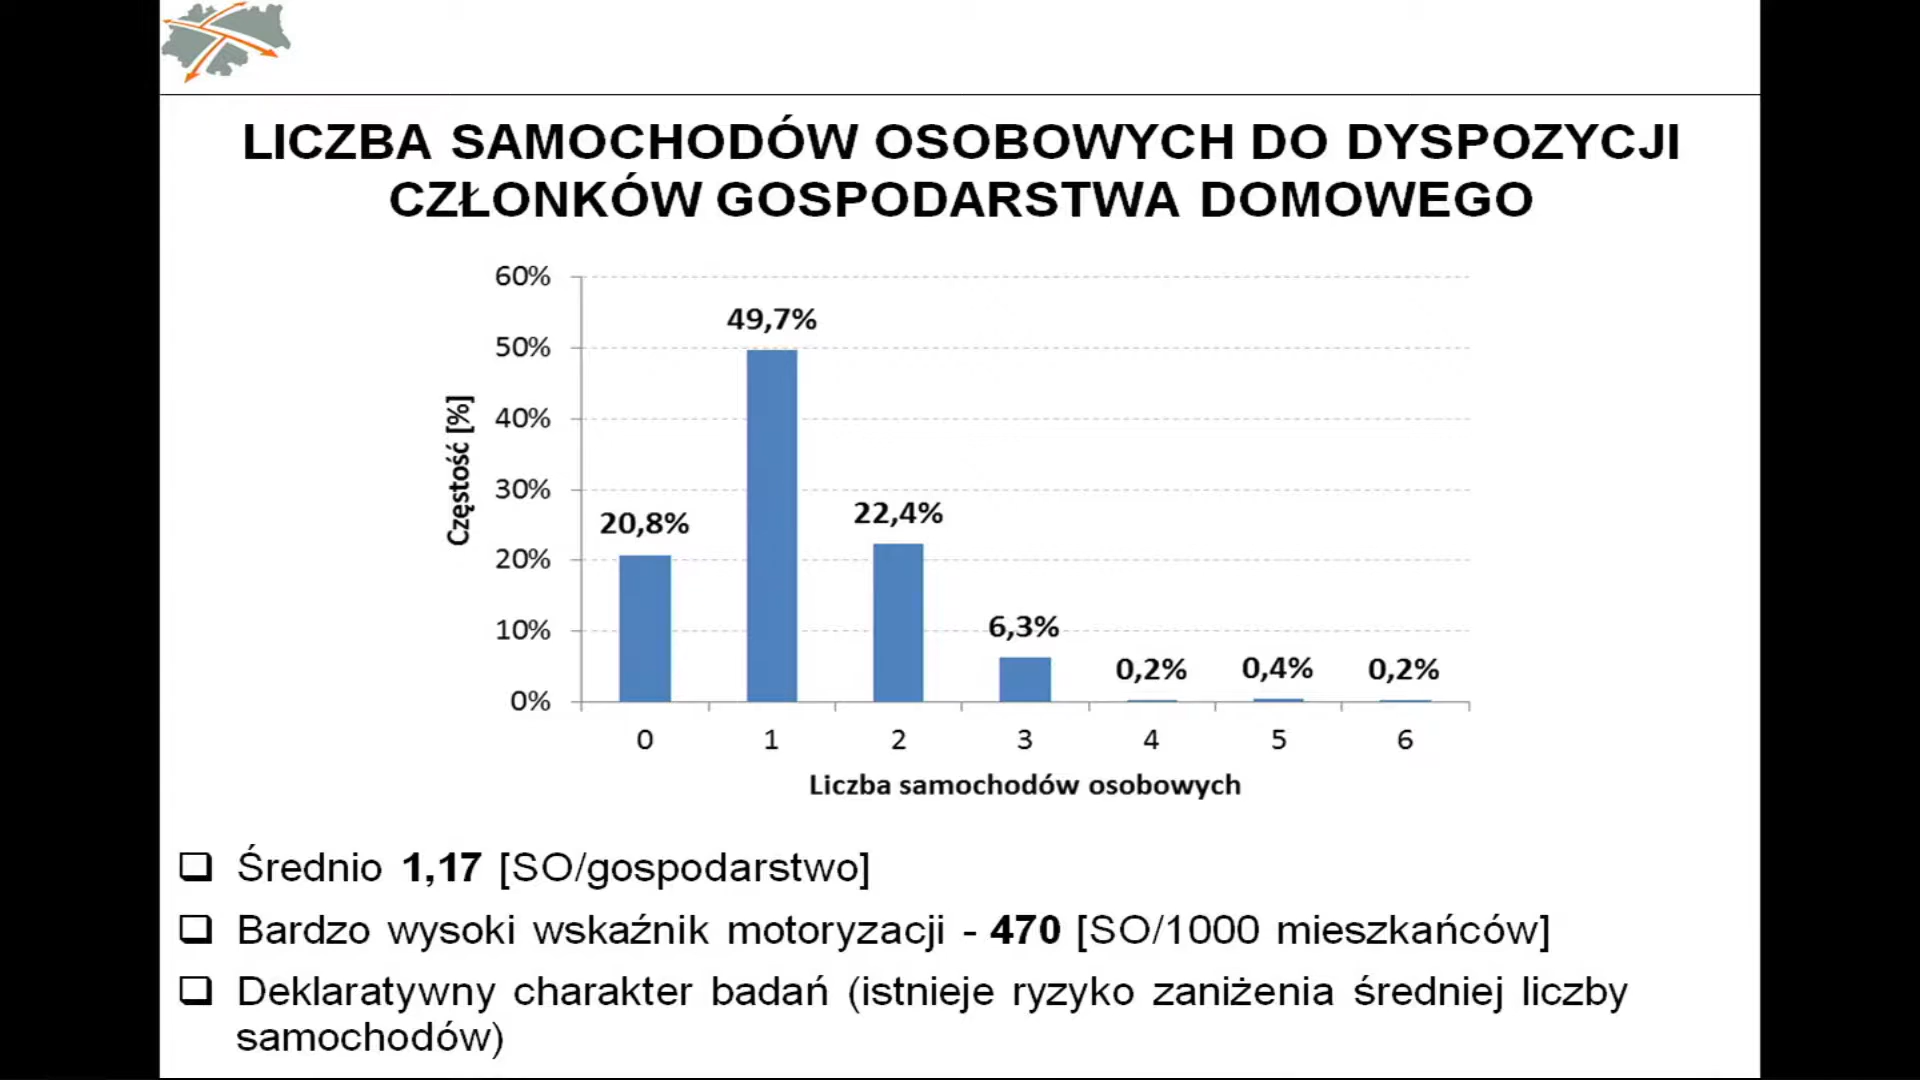 LICZBA SAMOCHODÓW OSOBOWYCH DO DYSPOZYCJI
CZŁONKÓW GOSPODARSTWA DOMOWEGO
60%
50%
40%
30%
20%
10%
0%
Częstość [%]
20,8%
49,7%
22,4%
6,3%
0,2%
0,4%
0,2%
0 1 2 3 4 5 6
Liczba samochodów osobowych
❑ Średnio 1,17 [SO/gospodarstwo]
❑ Bardzo wysoki wskaźnik motoryzacji - 470 [SO/1000 mieszkańców]
❑ Deklaratywny charakter badań (istnieje ryzyko zaniżenia średniej liczby
samochodów)